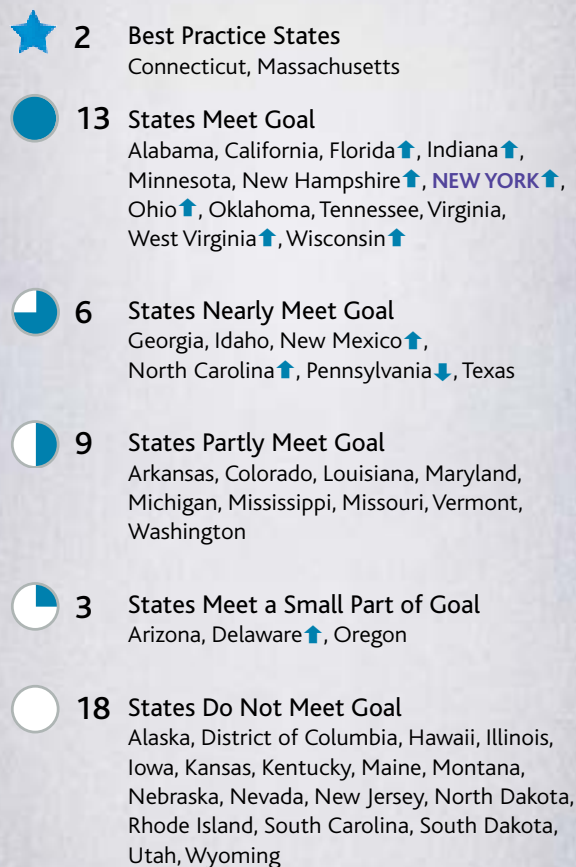 2 Best Practice States
Connecticut, Massachusetts
13 States Meet Goal
Alabama, California, Florida⬆, Indiana⬆,
Minnesota, New Hampshire⬆, NEW YORK⬆,
Ohio⬆, Oklahoma, Tennessee, Virginia,
West Virginia⬆, Wisconsin⬆
6 States Nearly Meet Goal
Georgia, Idaho, New Mexico⬆,
North Carolina⬆, Pennsylvania⬇, Texas
9 States Partly Meet Goal
Arkansas, Colorado, Louisiana, Maryland,
Michigan, Mississippi, Missouri, Vermont,
Washington
3 States Meet a Small Part of Goal
Arizona, Delaware⬆, Oregon
18 States Do Not Meet Goal
Alaska, District of Columbia, Hawaii, Illinois,
Iowa, Kansas, Kentucky, Maine, Montana,
Nebraska, Nevada, New Jersey, North Dakota,
Rhode Island, South Carolina, South Dakota,
Utah, Wyoming